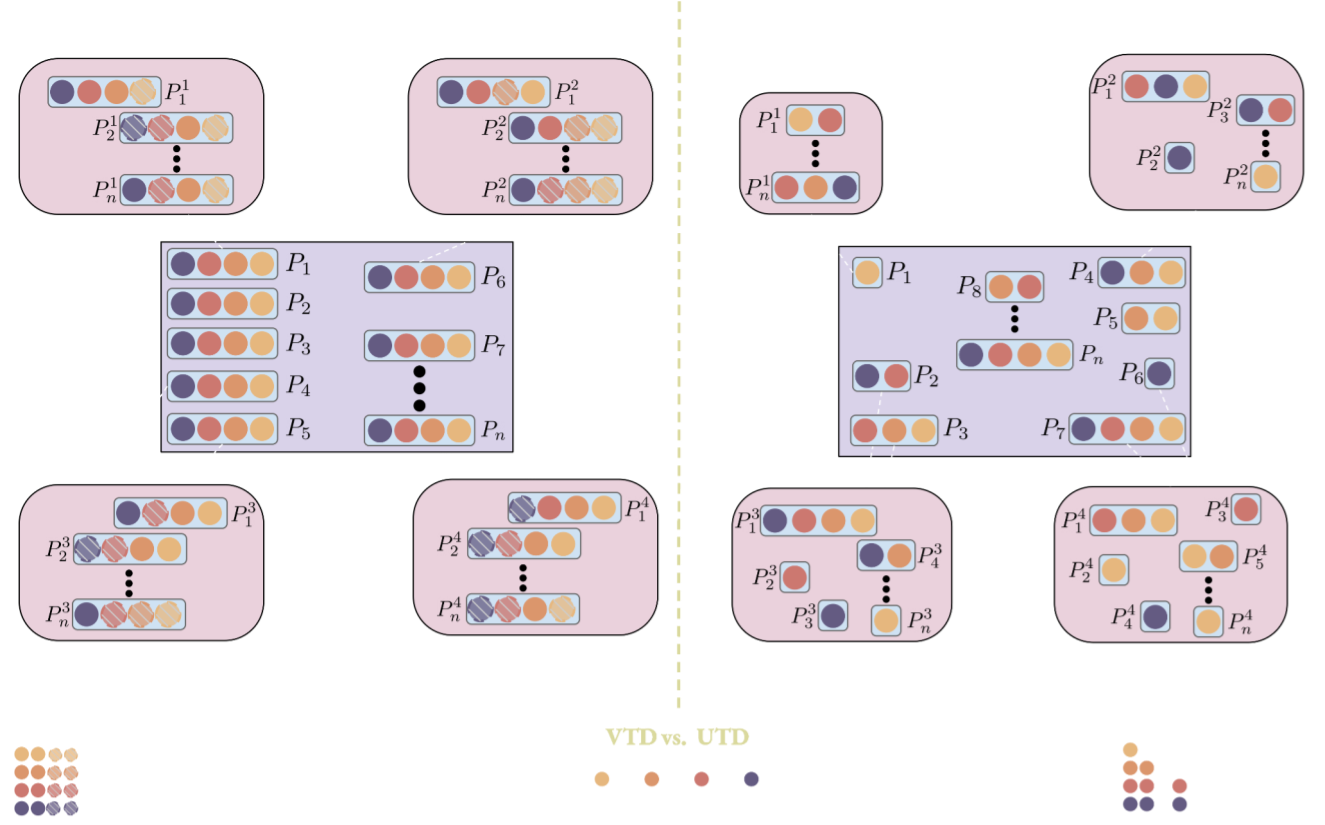 P_1^1
P_2^1
P_n^1
P_1^2
P_2^2
P_n^2
P_1
P_2
P_3
P_4
P_5
P_6
P_7
P_n
P_1^3
P_2^3
P_n^3
P_1^4
P_2^4
P_n^4
P_1^1
P_n^1
P_1^2
P_3^2
P_2^2
P_n^2
P_1
P_8
P_4
P_5
P_n
P_2
P_6
P_3
P_7
P_1^3
P_4^3
P_2^3
P_3^3
P_n^3
P_1^4
P_3^4
P_5^4
P_2^4
P_4^4
P_n^4
VTD vs. UTD